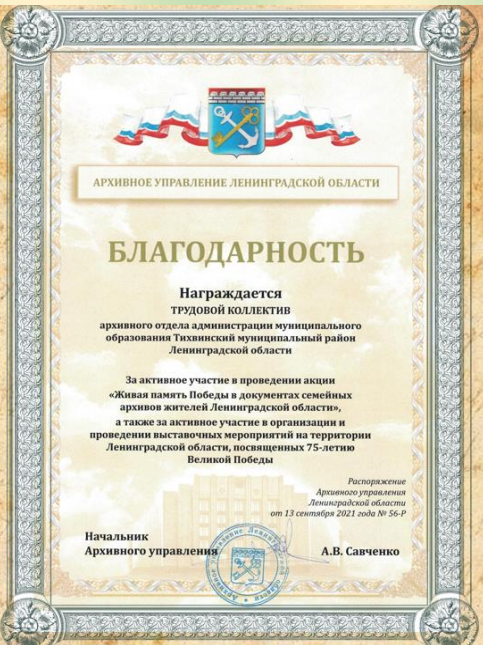 АРХИВНОЕ УПРАВЛЕНИЕ ЛЕНИНГРАДСКОЙ ОБЛАСТИ
БЛАГОДАРНОСТЬ
Награждается
ТРУДОВОЙ КОЛЛЕКТИВ
архивного отдела администрации муниципального
образования Тихвинский муниципальный район
Ленинградской области
За активное участие в проведении акции
«Живая память Победы в документах семейных
архивов жителей Ленинградской области»,
а также за активное участие в организации и
проведении выставочных мероприятий на территории
Ленинградской области, посвященных 75-летию
Великой Победы
Распоряжение
Архивного управления
Ленинградской области
от 13 сентября 2021 года № 56-Р
Начальник
Архивного управления
А.В. Савченко